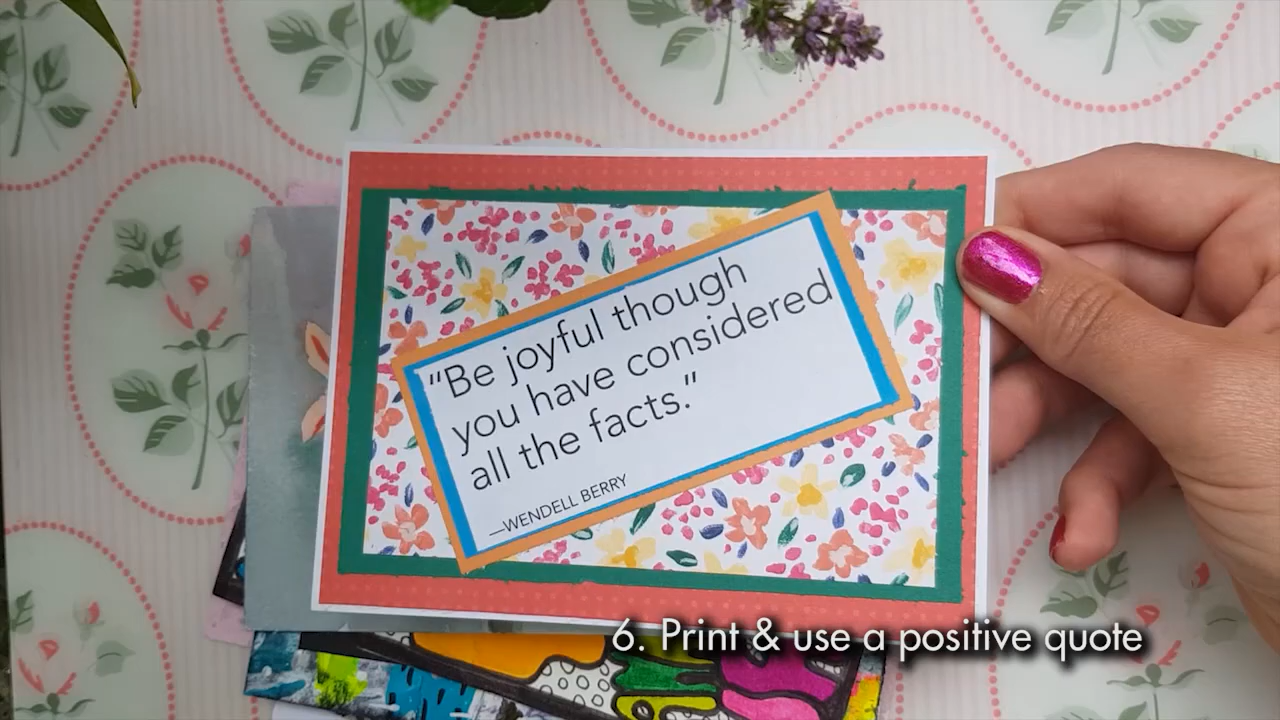 “Be joyful though
you have considered
all the facts.”
—WENDELL BERRY
6. Print & use a positive quote